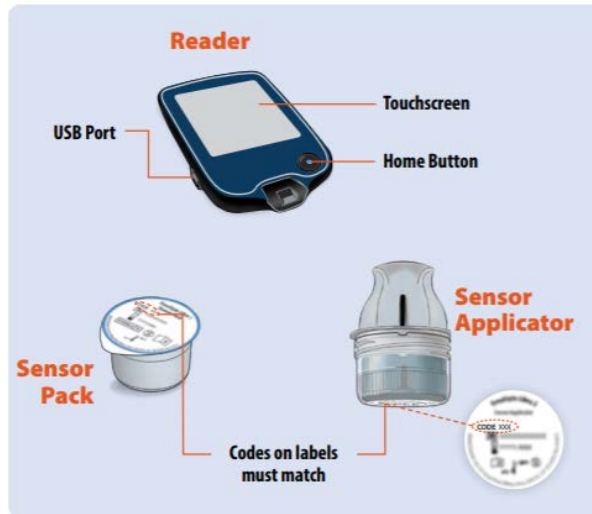 Reader
Touchscreen
USB Port
Home Button
Sensor
Applicator
Sensor
Pack
CODE XXX
Codes on labels
must match